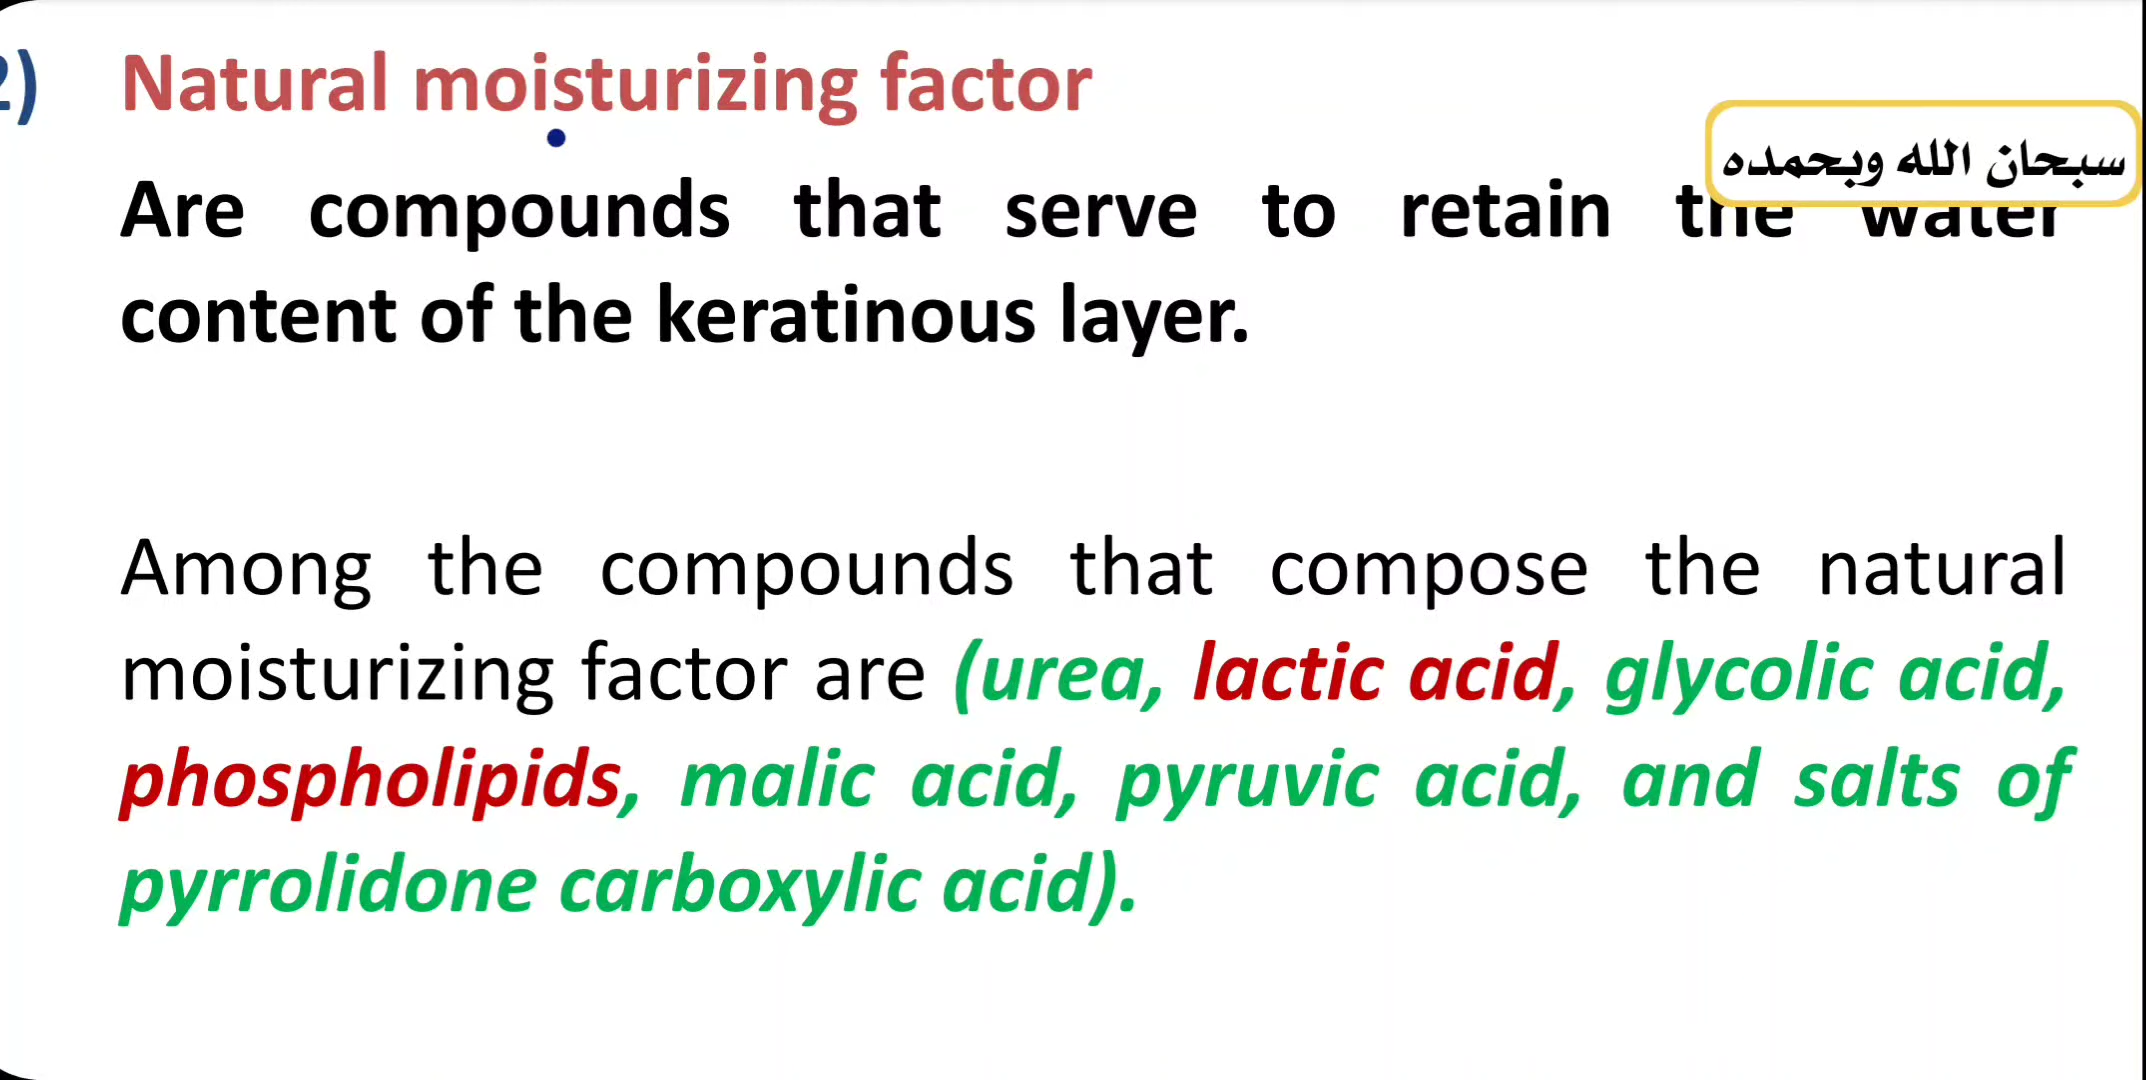 2) Natural moisturizing factor
سبحان الله وبحمده
Are compounds that serve to retain the water
content of the keratinous layer.
Among the compounds that compose the natural
moisturizing factor are (urea, lactic acid, glycolic acid,
phospholipids, malic acid, pyruvic acid, and salts of
pyrrolidone carboxylic acid).